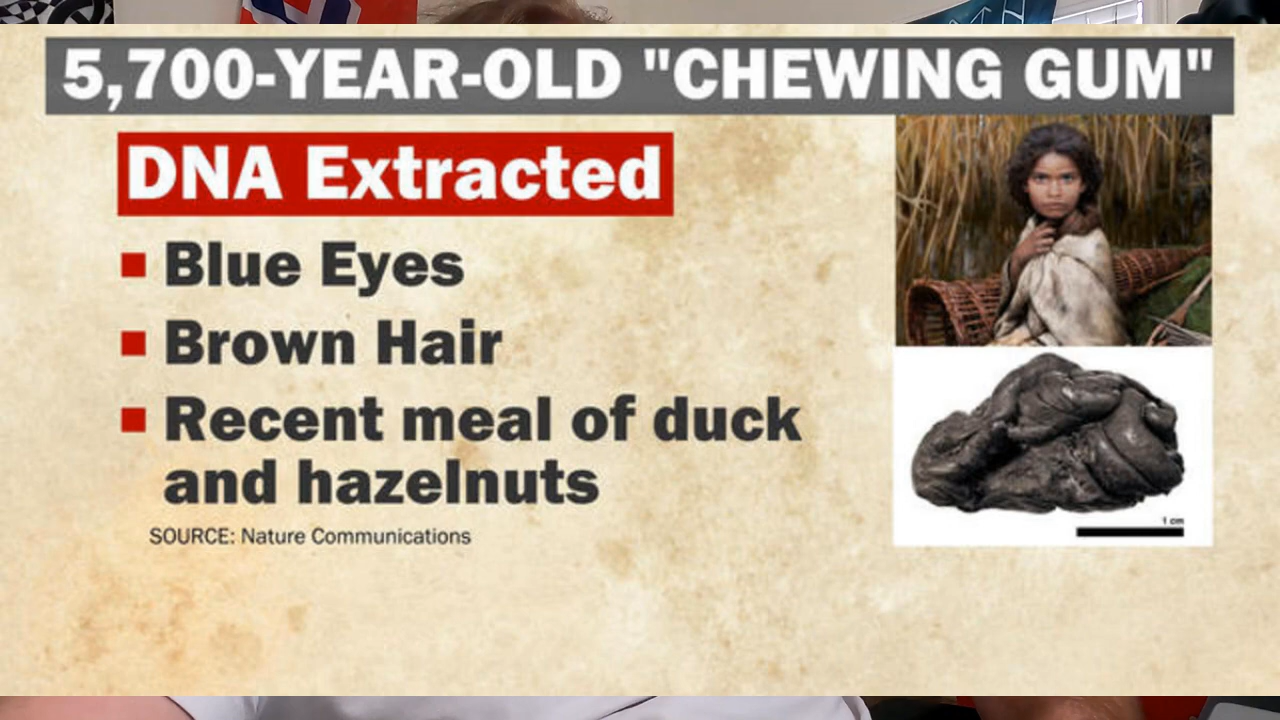 5,700-YEAR-OLD "CHEWING GUM"
DNA Extracted
Blue Eyes
Brown Hair
Recent meal of duck
and hazelnuts
SOURCE: Nature Communications
1 cm